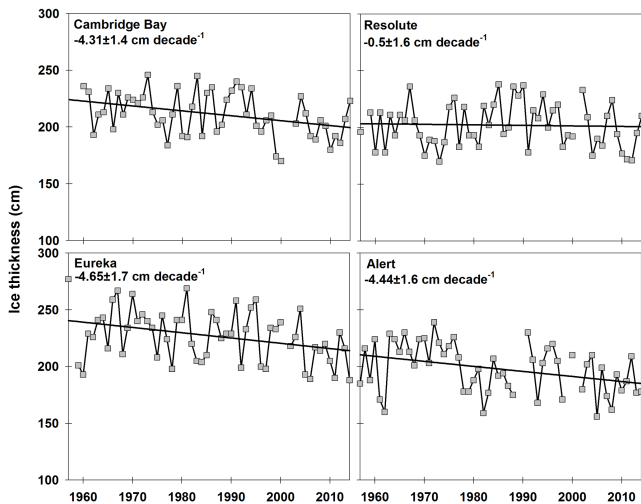 300
250
200
150
100
Cambridge Bay
-4.31±1.4 cm decade⁻¹
Resolute
-0.5±1.6 cm decade⁻¹
Ice thickness (cm)
300
250
200
150
100
Eureka
-4.65±1.7 cm decade⁻¹
Alert
-4.44±1.6 cm decade⁻¹
1960 1970 1980 1990 2000 2010
1960 1970 1980 1990 2000 2010